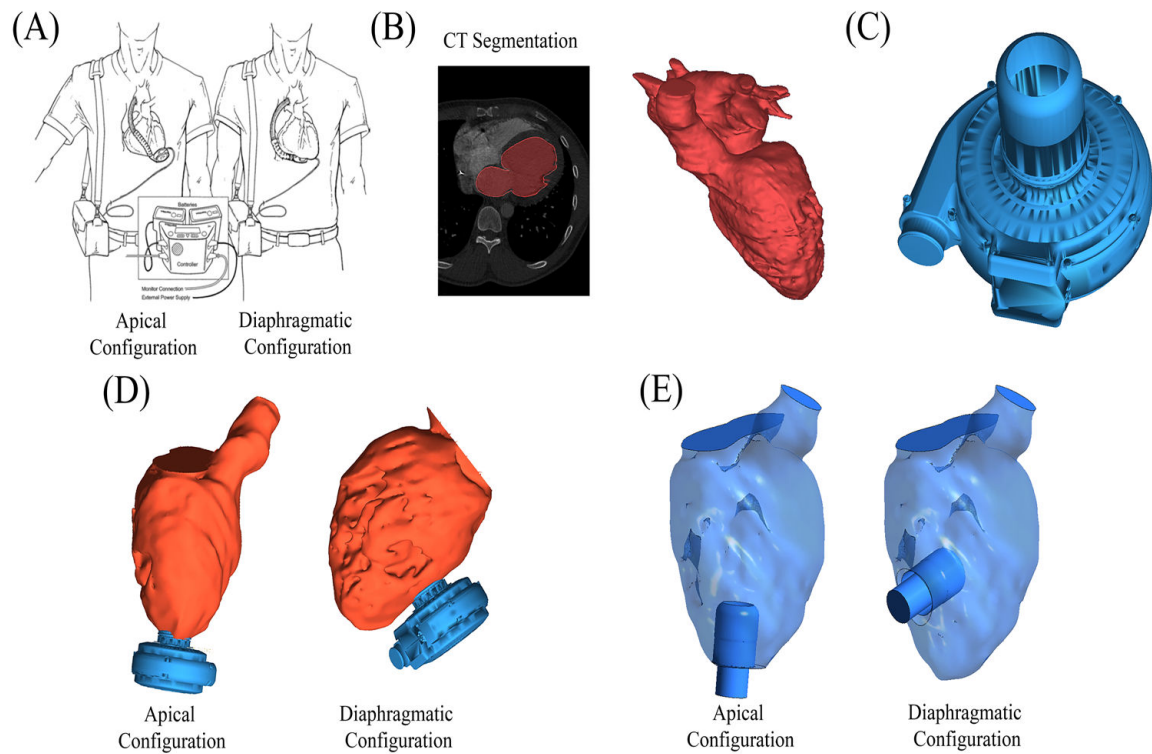 (A)
(B)
(C)
CT Segmentation
Batteries
Controller
Monitor Connection
External Power Supply
Apical
Configuration
Diaphragmatic
Configuration
(D)
(E)
Apical
Configuration
Diaphragmatic
Configuration
Apical
Configuration
Diaphragmatic
Configuration